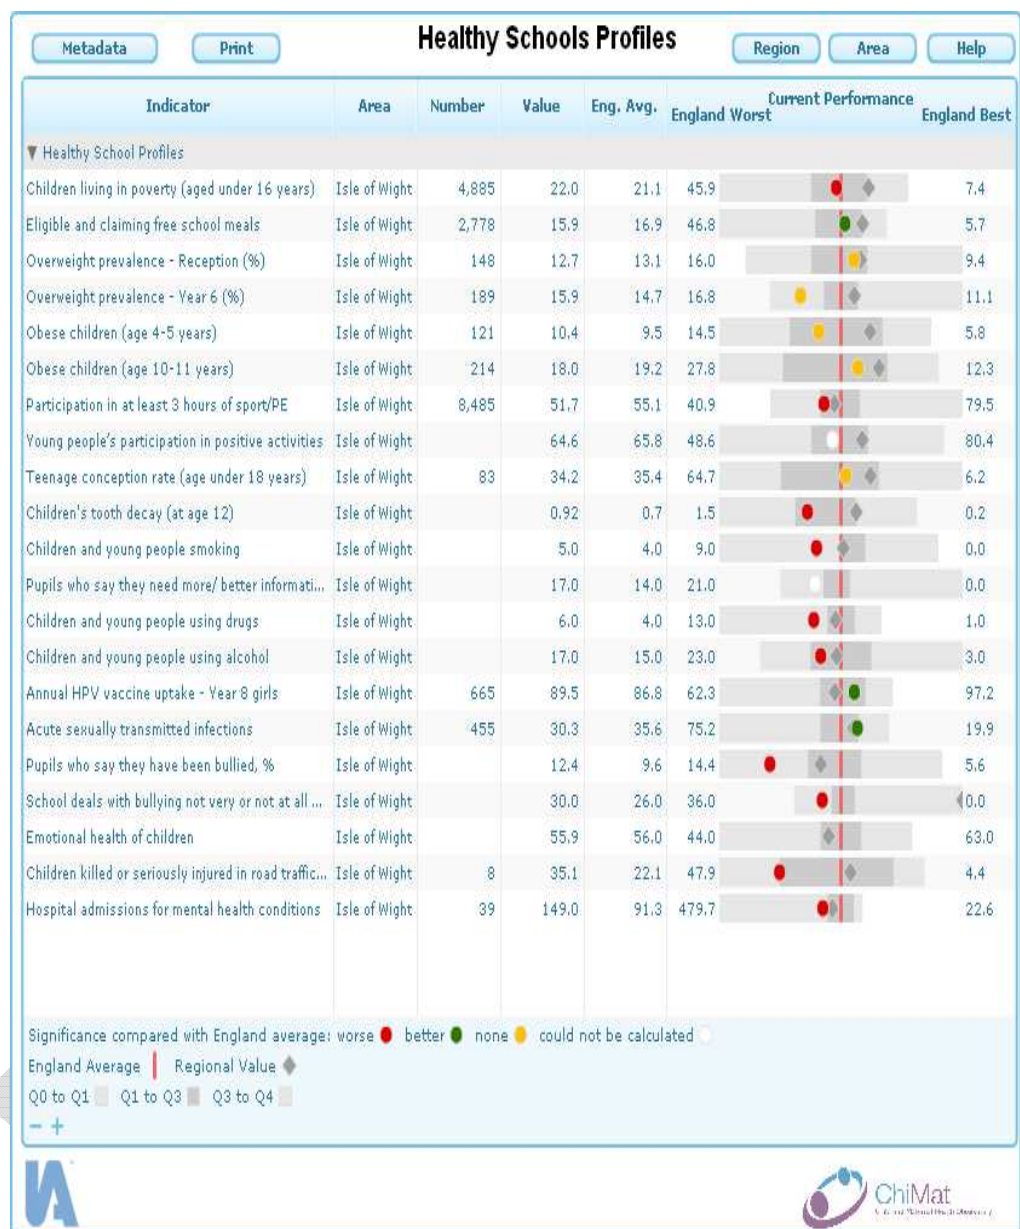 Healthy Schools Profiles
Metadata Print Region Area Help
Indicator Area Number Value Eng. Avg. Current Performance
England Worst England Best
▼ Healthy School Profiles
Children living in poverty (aged under 16 years) Isle of Wight 4,885 22.0 21.1 45.9 7.4
Eligible and claiming free school meals Isle of Wight 2,778 15.9 16.9 46.8 5.7
Overweight prevalence - Reception (%) Isle of Wight 148 12.7 13.1 16.0 9.4
Overweight prevalence - Year 6 (%) Isle of Wight 189 15.9 14.7 16.8 11.1
Obese children (age 4-5 years) Isle of Wight 121 10.4 9.5 14.5 5.8
Obese children (age 10-11 years) Isle of Wight 214 18.0 19.2 27.8 12.3
Participation in at least 3 hours of sport/PE Isle of Wight 8,485 51.7 55.1 40.9 79.5
Young people's participation in positive activities Isle of Wight 64.6 65.8 48.6 80.4
Teenage conception rate (age under 18 years) Isle of Wight 83 34.2 35.4 64.7 6.2
Children's tooth decay (at age 12) Isle of Wight 0.92 0.7 1.5 0.2
Children and young people smoking Isle of Wight 5.0 4.0 9.0 0.0
Pupils who say they need more/ better informati... Isle of Wight 17.0 14.0 21.0 0.0
Children and young people using drugs Isle of Wight 6.0 4.0 13.0 1.0
Children and young people using alcohol Isle of Wight 17.0 15.0 23.0 3.0
Annual HPV vaccine uptake - Year 8 girls Isle of Wight 665 89.5 86.8 62.3 97.2
Acute sexually transmitted infections Isle of Wight 455 30.3 35.6 75.2 19.9
Pupils who say they have been bullied, % Isle of Wight 12.4 9.6 14.4 5.6
School deals with bullying not very or not at all ... Isle of Wight 30.0 26.0 36.0 0.0
Emotional health of children Isle of Wight 55.9 56.0 44.0 63.0
Children killed or seriously injured in road traffic... Isle of Wight 8 35.1 22.1 47.9 4.4
Hospital admissions for mental health conditions Isle of Wight 39 149.0 91.3 479.7 22.6
Significance compared with England average: worse better none could not be calculated
England Average Regional Value
Q0 to Q1 Q1 to Q3 Q3 to Q4
− +
IA
ChiMat
Child and Maternal Health Observatory